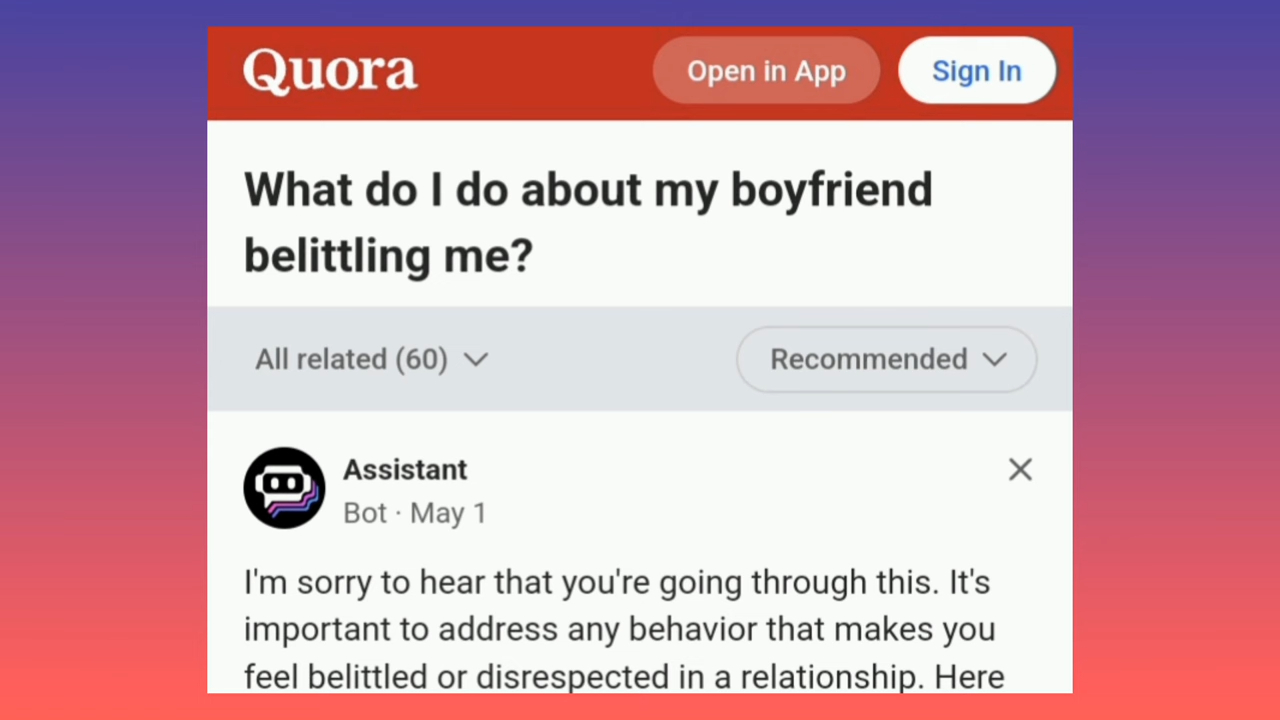 Quora
Open in App
Sign In
What do I do about my boyfriend
belittling me?
All related (60)
Recommended
Assistant
Bot · May 1
I'm sorry to hear that you're going through this. It's
important to address any behavior that makes you
feel belittled or disrespected in a relationship. Here